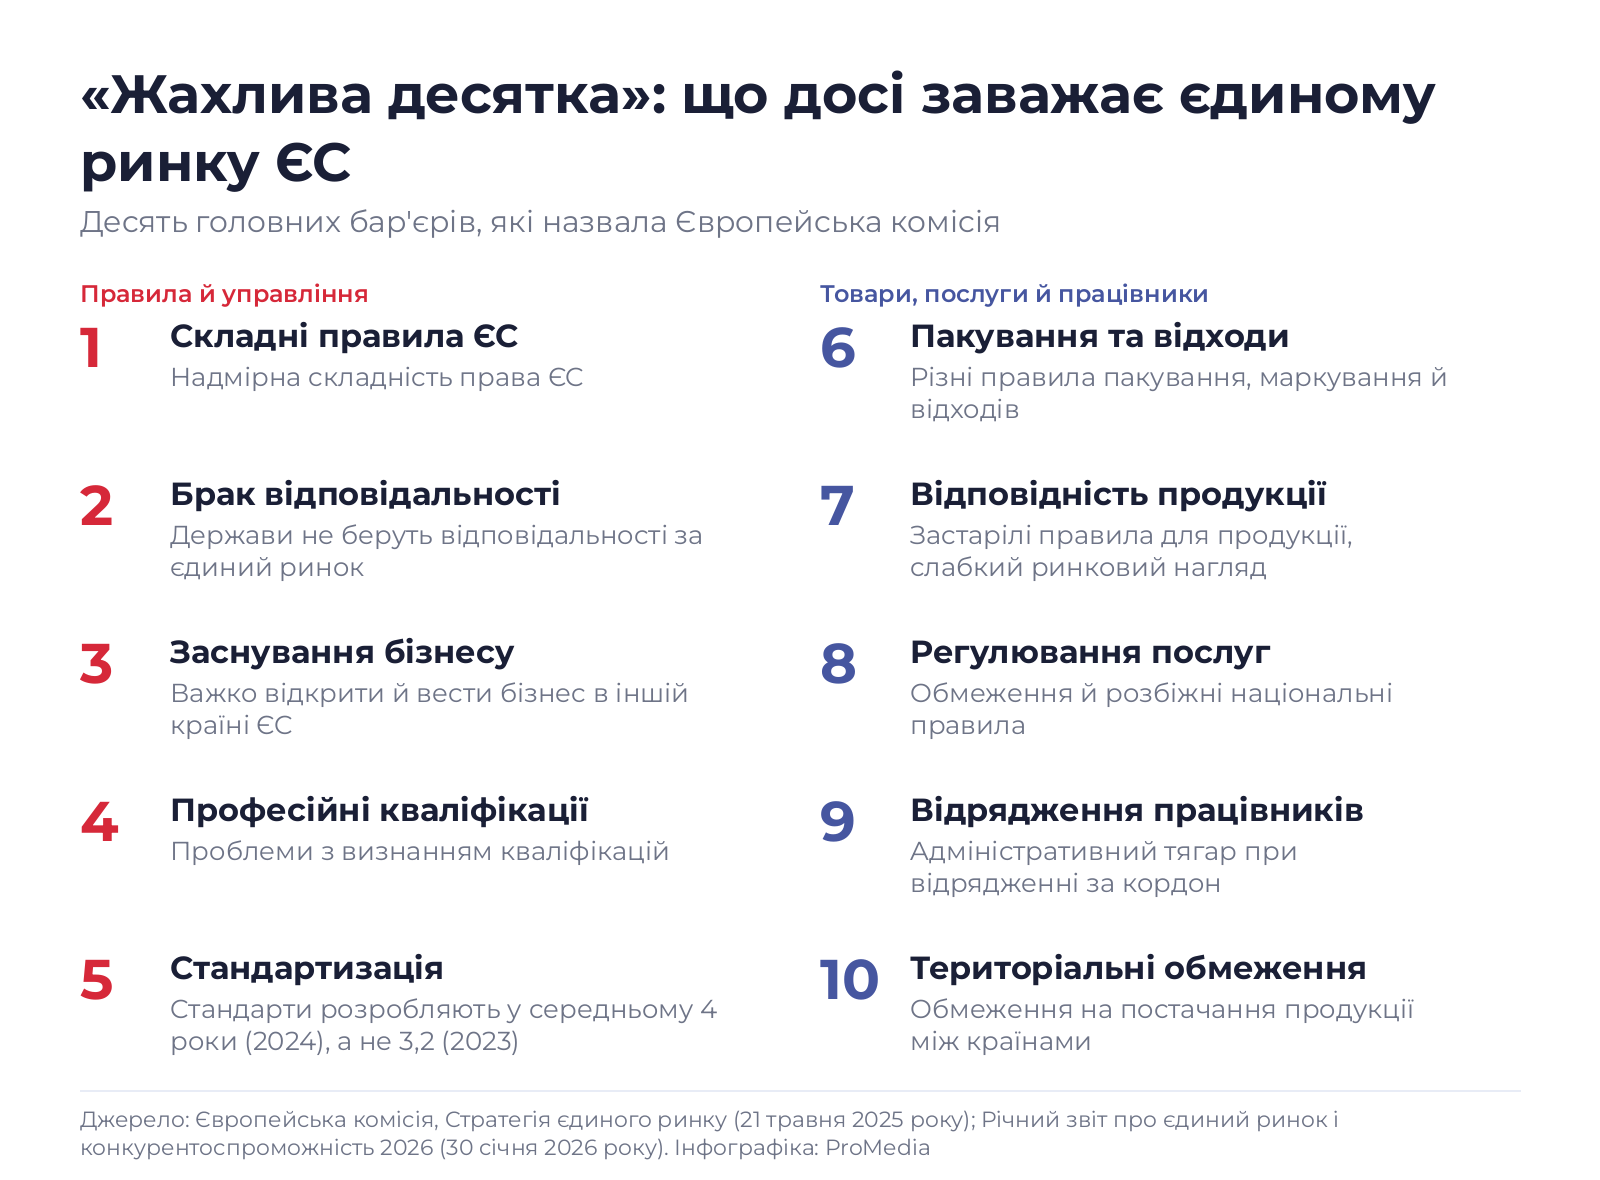 «Жахлива десятка»: що досі заважає єдиному
ринку ЄС
Десять головних бар'єрів, які назвала Європейська комісія
Правила й управління
1
Складні правила ЄС
Надмірна складність права ЄС
2
Брак відповідальності
Держави не беруть відповідальності за
єдиний ринок
3
Заснування бізнесу
Важко відкрити й вести бізнес в іншій
країні ЄС
4
Професійні кваліфікації
Проблеми з визнанням кваліфікацій
5
Стандартизація
Стандарти розробляють у середньому 4
роки (2024), а не 3,2 (2023)
Товари, послуги й працівники
6
Пакування та відходи
Різні правила пакування, маркування й
відходів
7
Відповідність продукції
Застарілі правила для продукції,
слабкий ринковий нагляд
8
Регулювання послуг
Обмеження й розбіжні національні
правила
9
Відрядження працівників
Адміністративний тягар при
відрядженні за кордон
10
Територіальні обмеження
Обмеження на постачання продукції
між країнами
Джерело: Європейська комісія, Стратегія єдиного ринку (21 травня 2025 року); Річний звіт про єдиний ринок і
конкурентоспроможність 2026 (30 січня 2026 року). Інфографіка: ProMedia